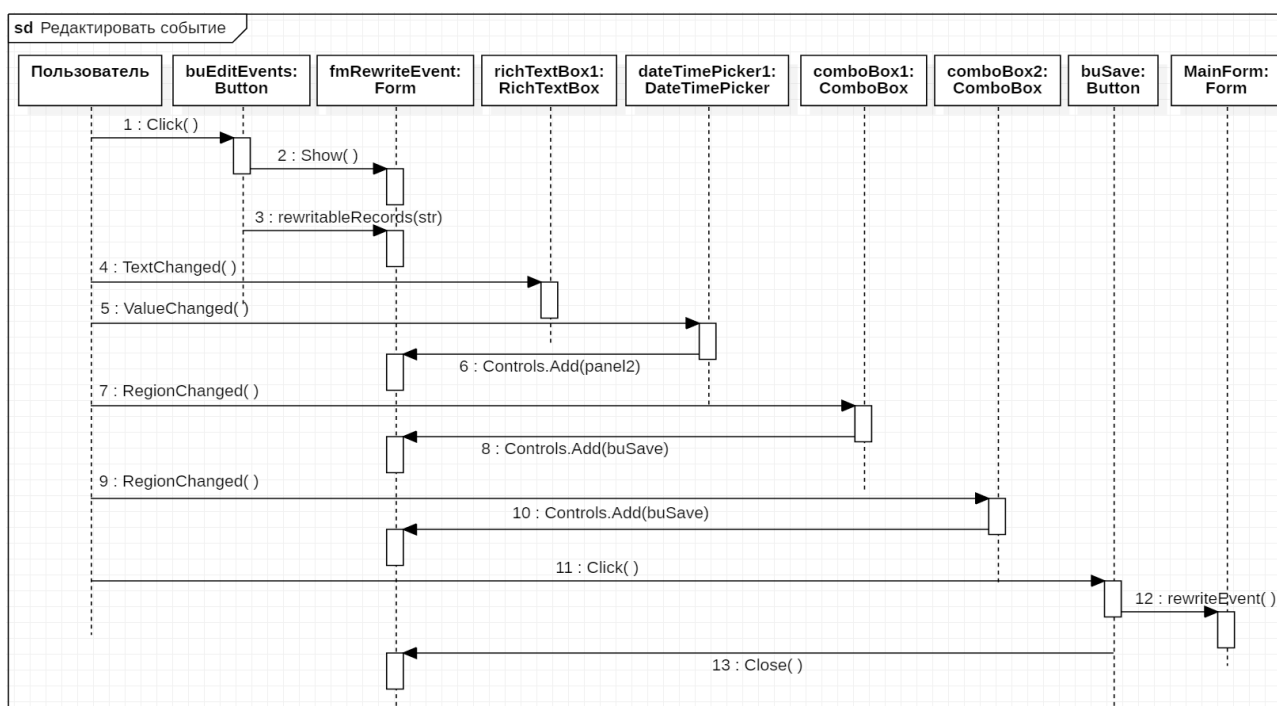 sd Редактировать событие
Пользователь
buEditEvents:
Button
fmRewriteEvent:
Form
richTextBox1:
RichTextBox
dateTimePicker1:
DateTimePicker
comboBox1:
ComboBox
comboBox2:
ComboBox
buSave:
Button
MainForm:
Form
1 : Click( )
2 : Show( )
3 : rewritableRecords(str)
4 : TextChanged( )
5 : ValueChanged( )
6 : Controls.Add(panel2)
7 : RegionChanged( )
8 : Controls.Add(buSave)
9 : RegionChanged( )
10 : Controls.Add(buSave)
11 : Click( )
12 : rewriteEvent( )
13 : Close( )